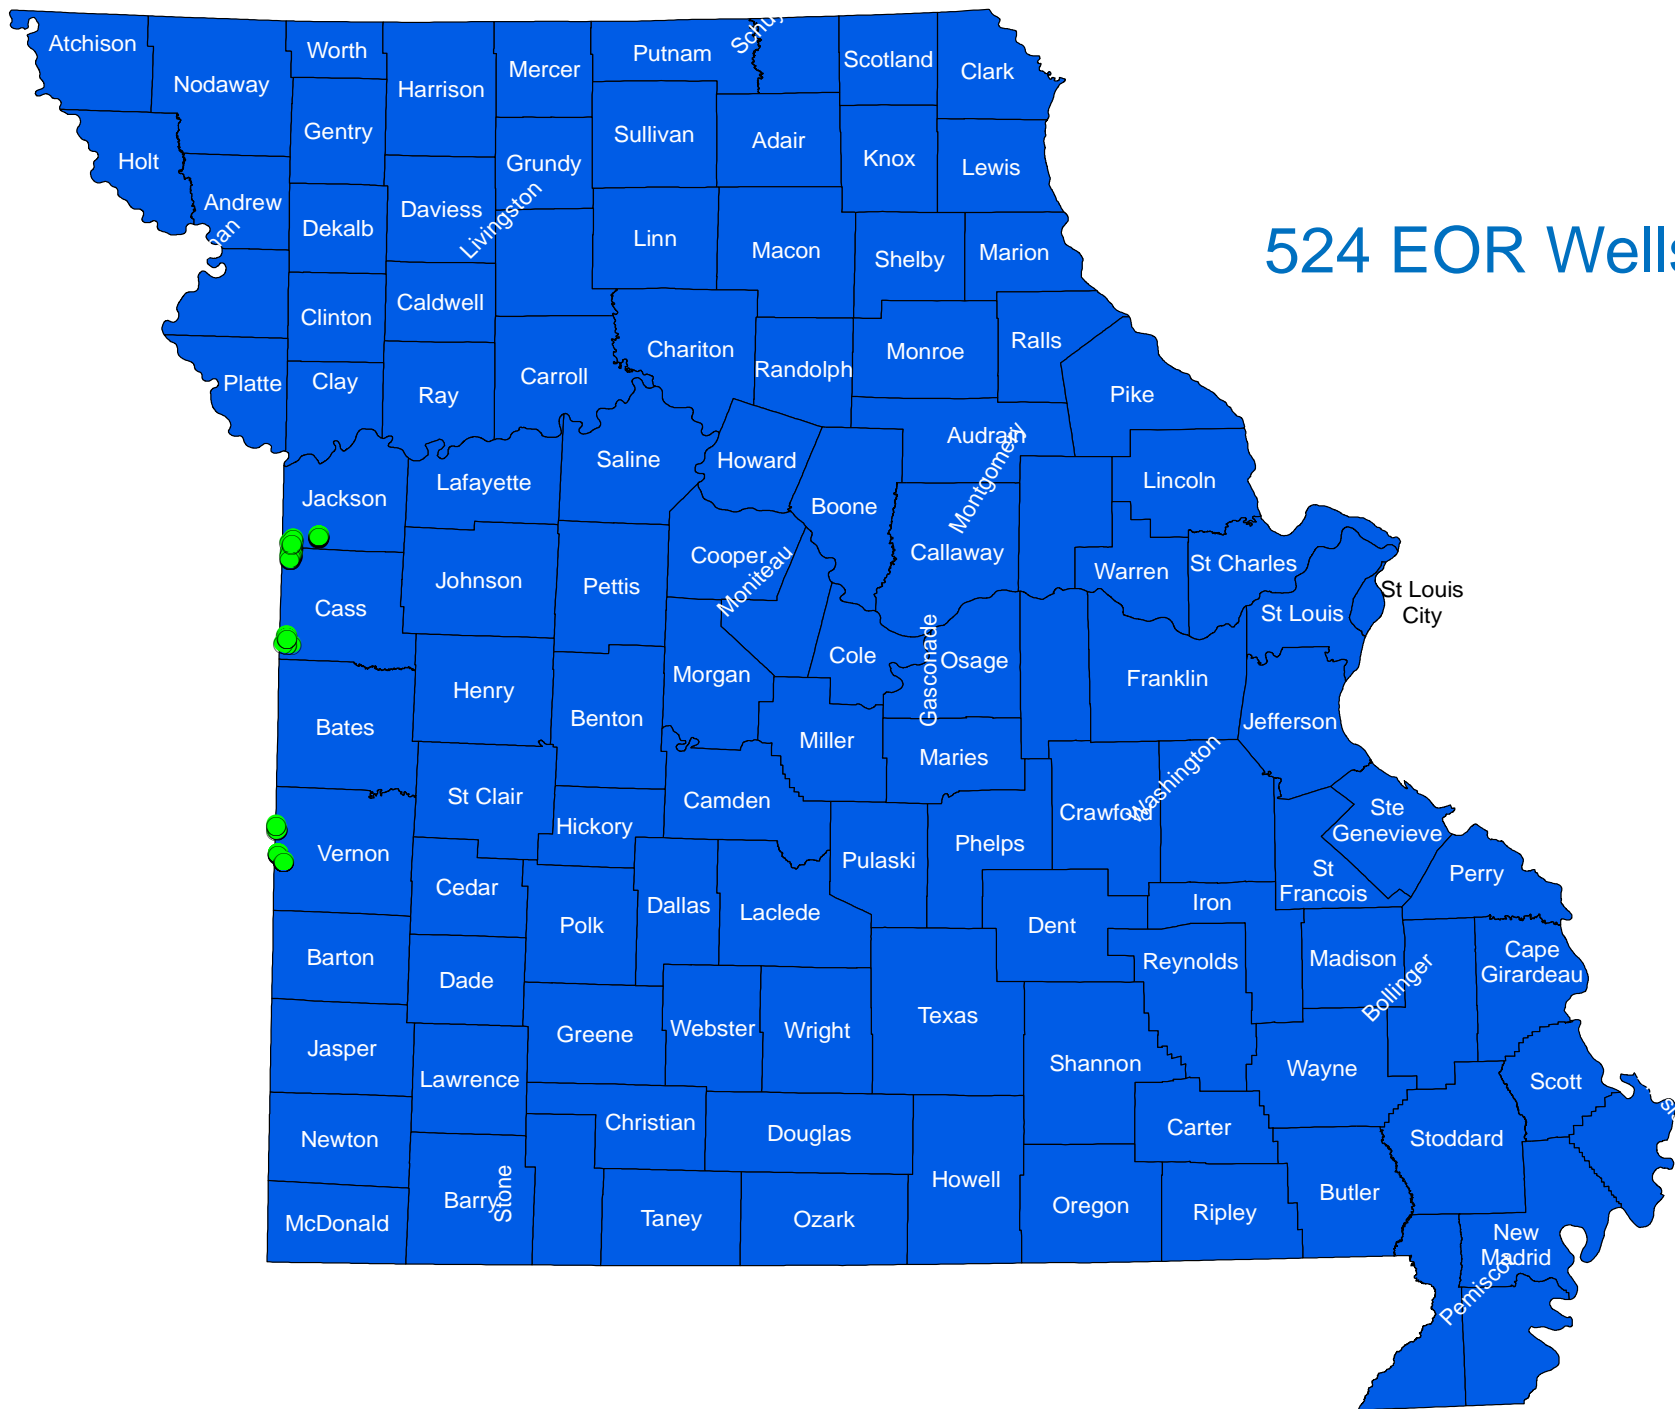 Atchison
Nodaway
Worth
Harrison
Mercer
Putnam
Scotland
Clark
Holt
Gentry
Grundy
Sullivan
Adair
Knox
Lewis
Andrew
Dekalb
Daviess
Livingston
Linn
Macon
Shelby
Marion
524 EOR Wells
Clinton
Caldwell
Chariton
Randolph
Monroe
Ralls
Platte
Clay
Ray
Carroll
Pike
Jackson
Lafayette
Saline
Howard
Boone
Audrain
Montgomery
Lincoln
Johnson
Pettis
Cooper
Moniteau
Callaway
Warren
St Charles
St Louis
St Louis
City
Cass
Henry
Benton
Morgan
Cole
Osage
Gasconade
Franklin
Jefferson
Bates
St Clair
Hickory
Camden
Miller
Maries
Crawford
Washington
Ste
Genevieve
Vernon
Cedar
Polk
Dallas
Laclede
Pulaski
Phelps
Dent
Iron
St
Francois
Perry
Barton
Dade
Greene
Webster
Wright
Texas
Reynolds
Madison
Bollinger
Cape
Girardeau
Jasper
Lawrence
Christian
Douglas
Shannon
Wayne
Scott
Newton
Barry
Stone
Howell
Carter
Stoddard
McDonald
Taney
Ozark
Oregon
Ripley
Butler
New
Madrid
Pemiscot